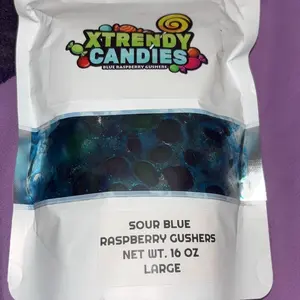 XTRENDY
CANDIES
BLUE RASPBERRY GUSHERS
SOUR BLUE
RASPBERRY GUSHERS
NET WT. 16 OZ
LARGE